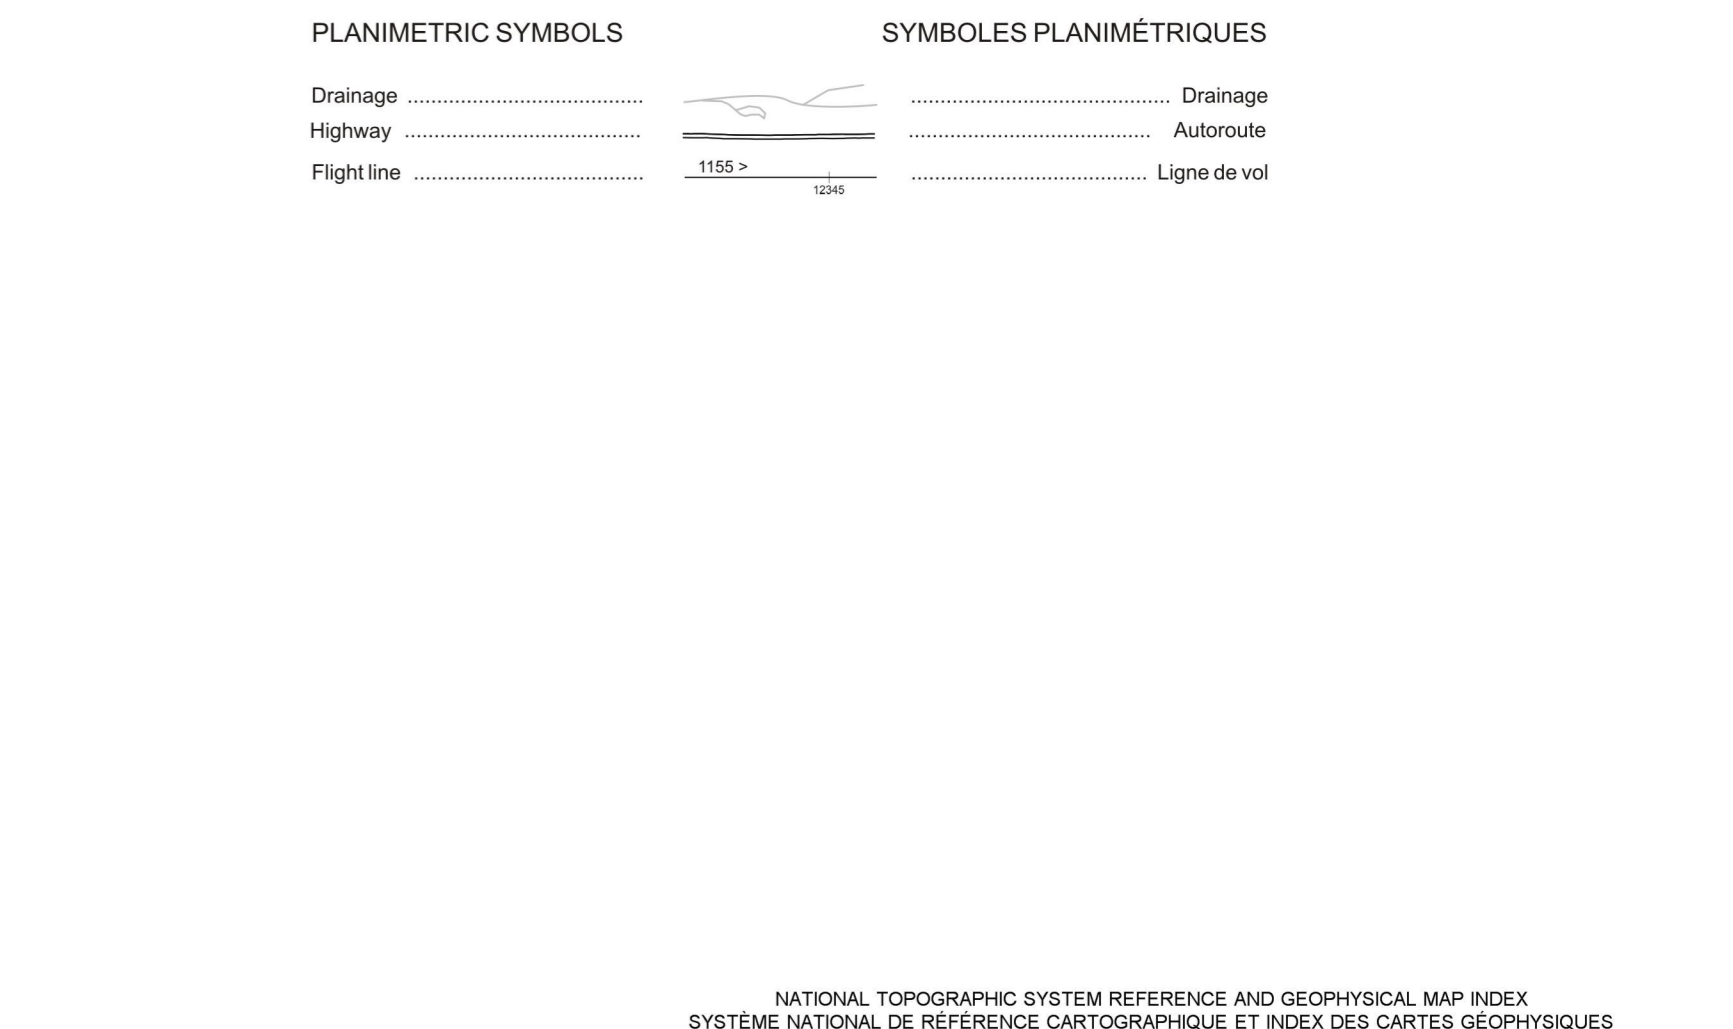 PLANIMETRIC SYMBOLS SYMBOLES PLANIMÉTRIQUES
Drainage ........................................ ............................................ Drainage
Highway ........................................ ......................................... Autoroute
Flight line ....................................... 1155 > ........................................ Ligne de vol
12345
NATIONAL TOPOGRAPHIC SYSTEM REFERENCE AND GEOPHYSICAL MAP INDEX
SYSTÈME NATIONAL DE RÉFÉRENCE CARTOGRAPHIQUE ET INDEX DES CARTES GÉOPHYSIQUES